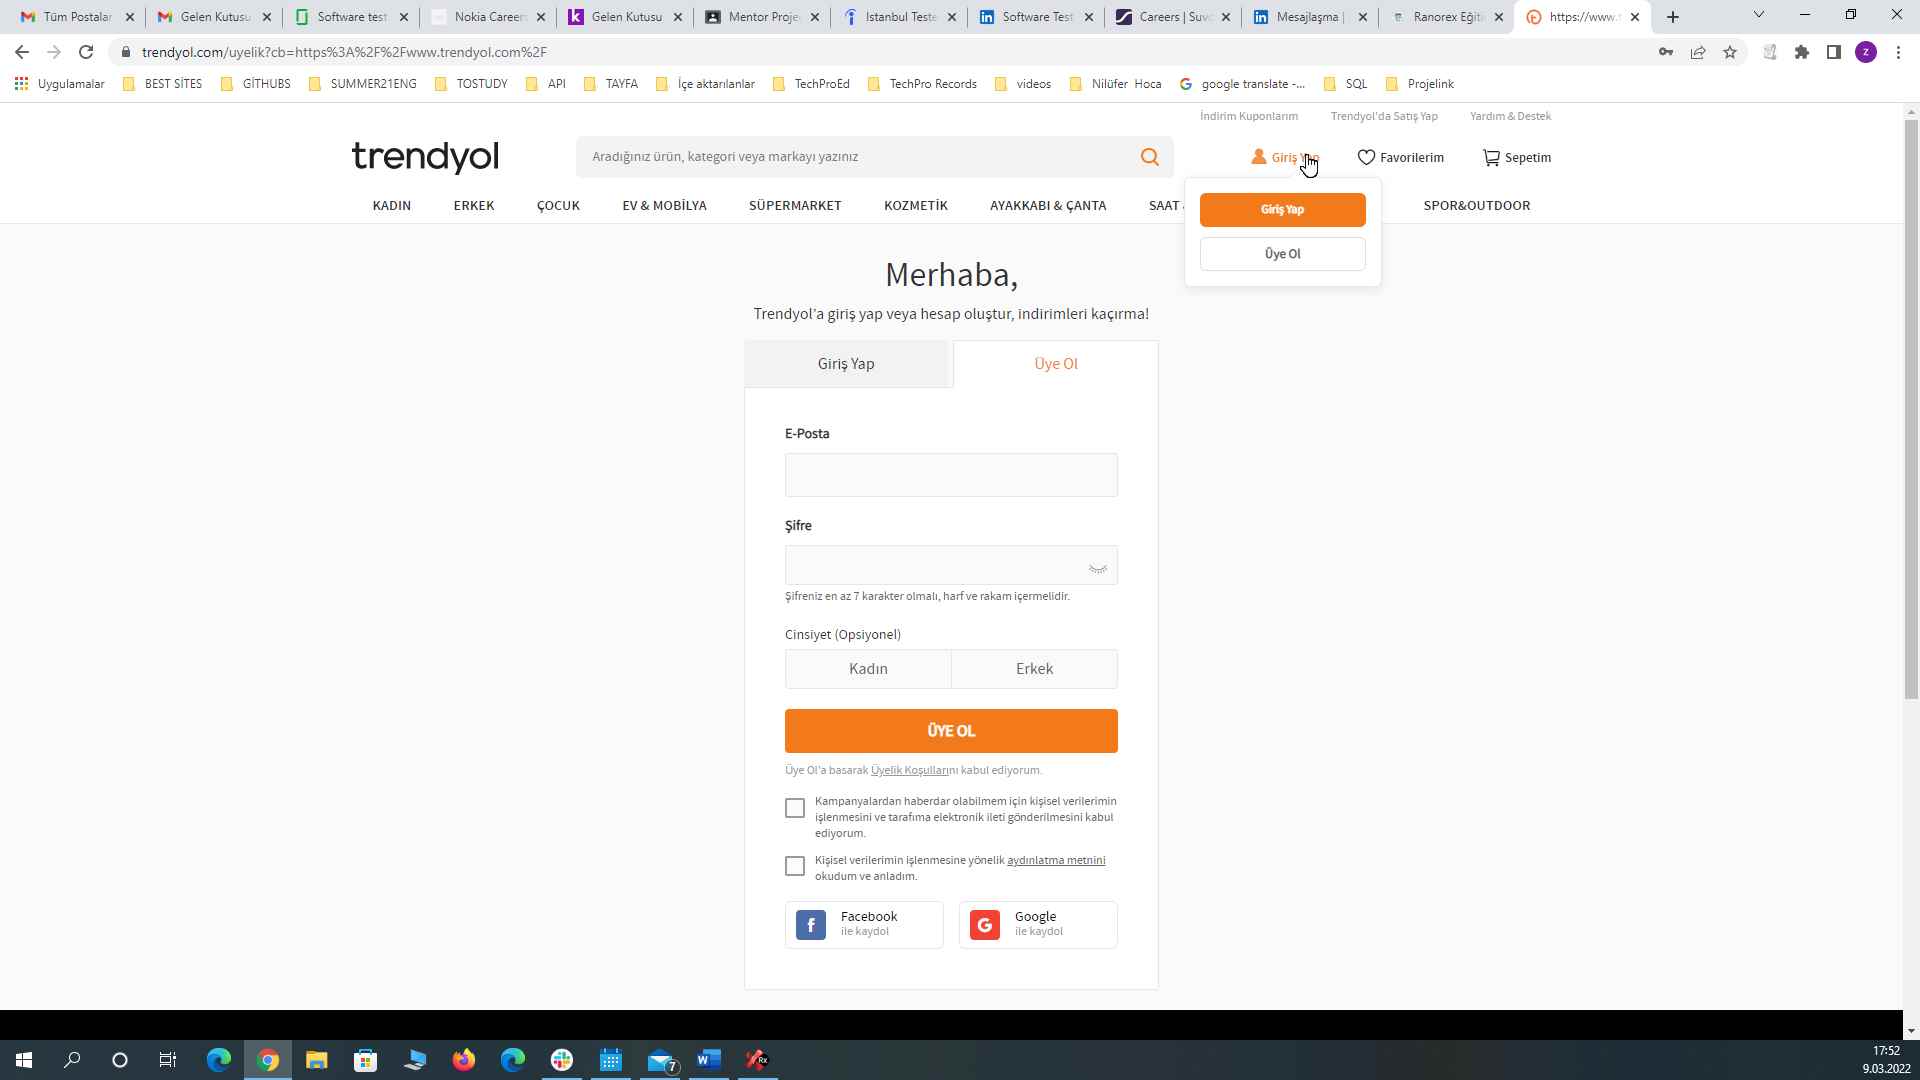 Tüm Postalar
Gelen Kutusu
Software test
Nokia Careers
Gelen Kutusu
Mentor Proje
Istanbul Teste
Software Test
Careers | Suvo
Mesajlaşma |
Ranorex Eğiti
https://www.t
trendyol.com/uyelik?cb=https%3A%2F%2Fwww.trendyol.com%2F
z
Uygulamalar
BEST SİTES
GİTHUBS
SUMMER21ENG
TOSTUDY
API
TAYFA
İçe aktarılanlar
TechProEd
TechPro Records
videos
Nilüfer Hoca
google translate -...
SQL
Projelink
İndirim Kuponlarım
Trendyol'da Satış Yap
Yardım & Destek
trendyol
Aradığınız ürün, kategori veya markayı yazınız
Giriş Yap
Favorilerim
Sepetim
KADIN
ERKEK
ÇOCUK
EV & MOBİLYA
SÜPERMARKET
KOZMETİK
AYAKKABI & ÇANTA
SAAT
SPOR&OUTDOOR
Giriş Yap
Üye Ol
Merhaba,
Trendyol'a giriş yap veya hesap oluştur, indirimleri kaçırma!
Giriş Yap
Üye Ol
E-Posta
Şifre
Şifreniz en az 7 karakter olmalı, harf ve rakam içermelidir.
Cinsiyet (Opsiyonel)
Kadın
Erkek
ÜYE OL
Üye Ol'a basarak Üyelik Koşullarını kabul ediyorum.
Kampanyalardan haberdar olabilmem için kişisel verilerimin
işlenmesini ve tarafıma elektronik ileti gönderilmesini kabul
ediyorum.
Kişisel verilerimin işlenmesine yönelik aydınlatma metnini
okudum ve anladım.
f
Facebook
ile kaydol
G
Google
ile kaydol
7
W
Rx
17:52
9.03.2022